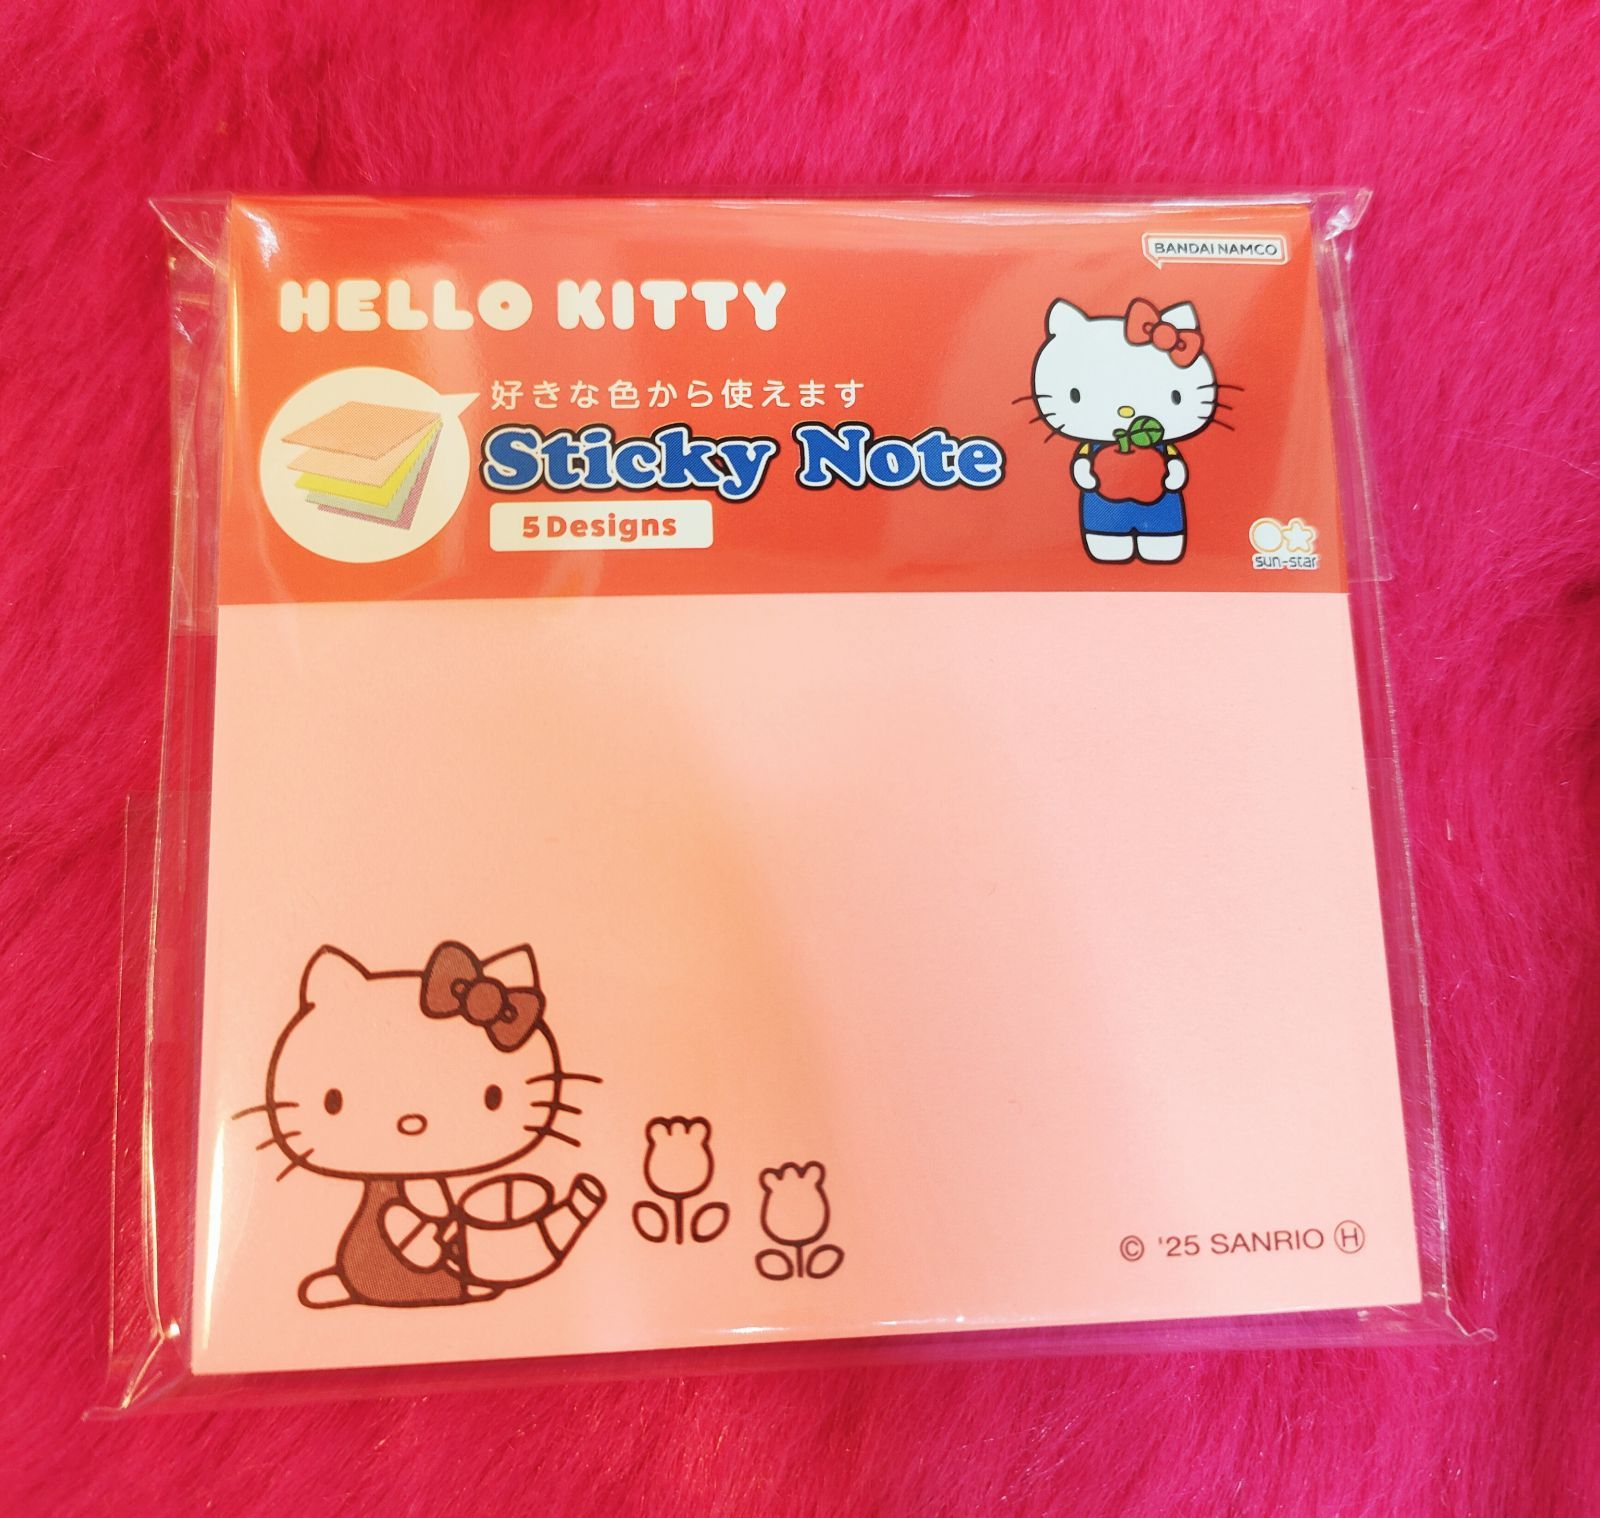 BANDAI NAMCO
HELLO KITTY
好きな色から使えます
Sticky Note
5 Designs
sun-star
© '25 SANRIO Ⓗ